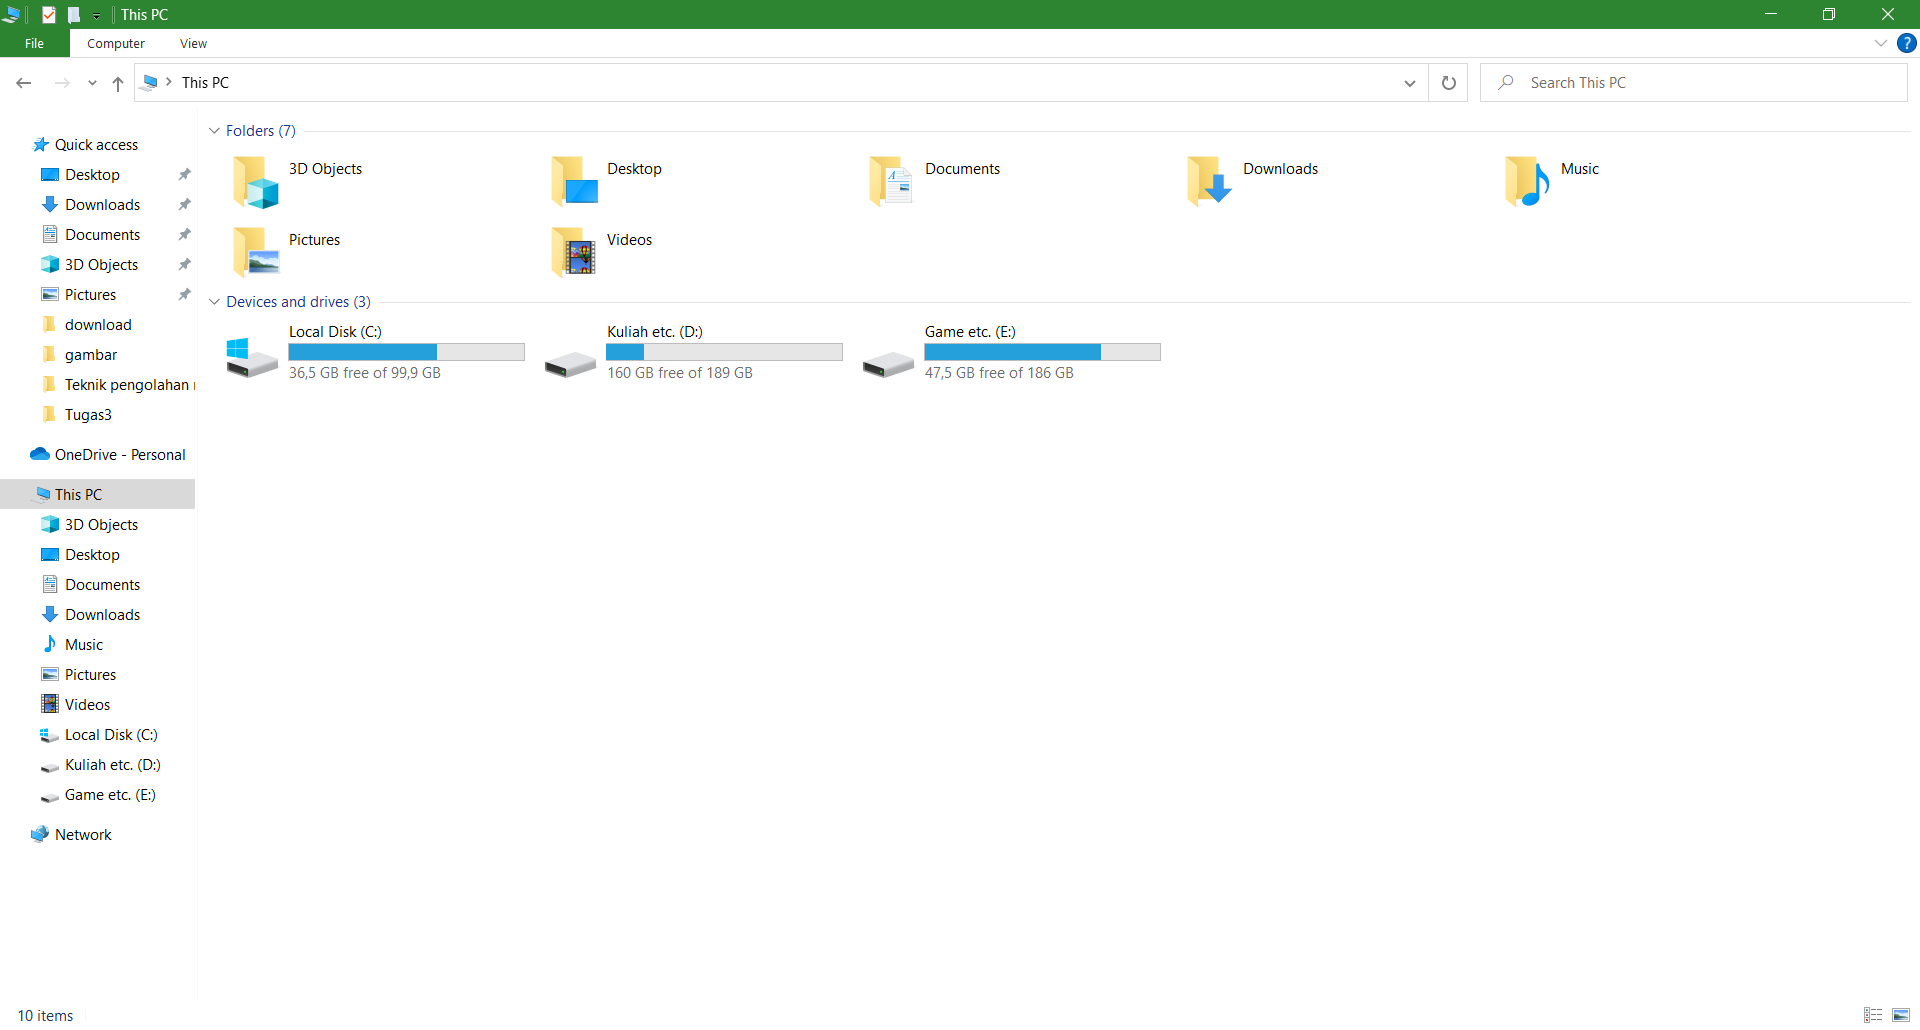 This PC
File Computer View
This PC
Search This PC
Quick access
Desktop
Downloads
Documents
3D Objects
Pictures
download
gambar
Teknik pengolahan
Tugas3
OneDrive - Personal
This PC
3D Objects
Desktop
Documents
Downloads
Music
Pictures
Videos
Local Disk (C:)
Kuliah etc. (D:)
Game etc. (E:)
Network
Folders (7)
3D Objects
Desktop
Documents
Downloads
Music
Pictures
Videos
Devices and drives (3)
Local Disk (C:)
36,5 GB free of 99,9 GB
Kuliah etc. (D:)
160 GB free of 189 GB
Game etc. (E:)
47,5 GB free of 186 GB
10 items